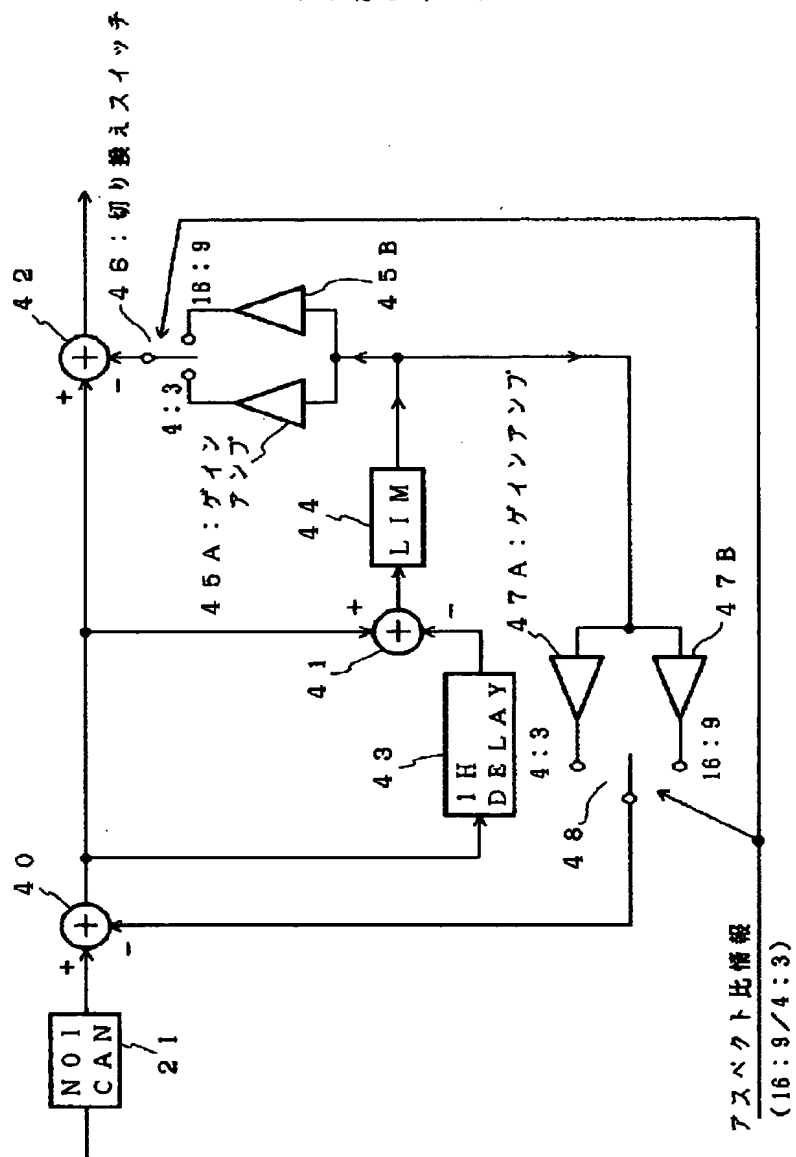 NOI
CAN
21
40
+
-
+
43
1H
DELAY
41
+
-
+
44
LIM
45A:ゲイン
アンプ
4:3
16:9
45B
42
+
-
+
46:切り換えスイッチ
47A:ゲインアンプ
47B
4:3
16:9
48
アスペクト比情報
(16:9/4:3)